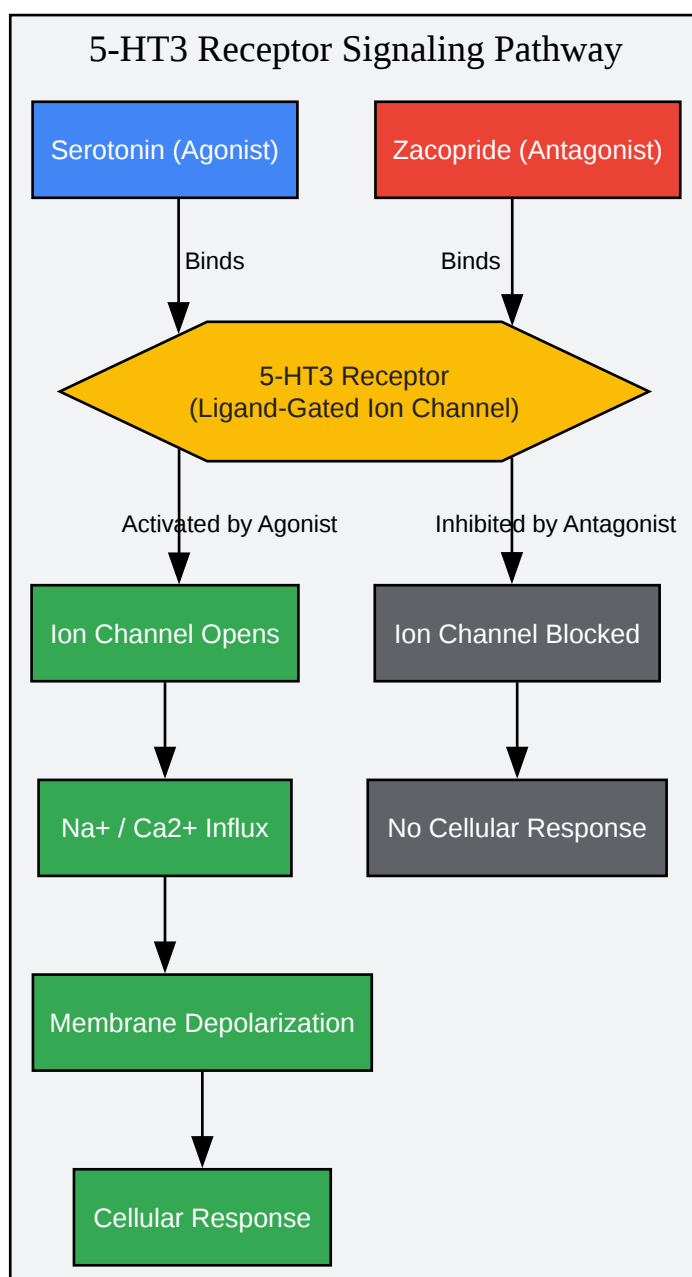 5-HT3 Receptor Signaling Pathway
Serotonin (Agonist)
Zacopride (Antagonist)
Binds
Binds
5-HT3 Receptor
(Ligand-Gated Ion Channel)
Activated by Agonist
Inhibited by Antagonist
Ion Channel Opens
Ion Channel Blocked
Na+ / Ca2+ Influx
No Cellular Response
Membrane Depolarization
Cellular Response